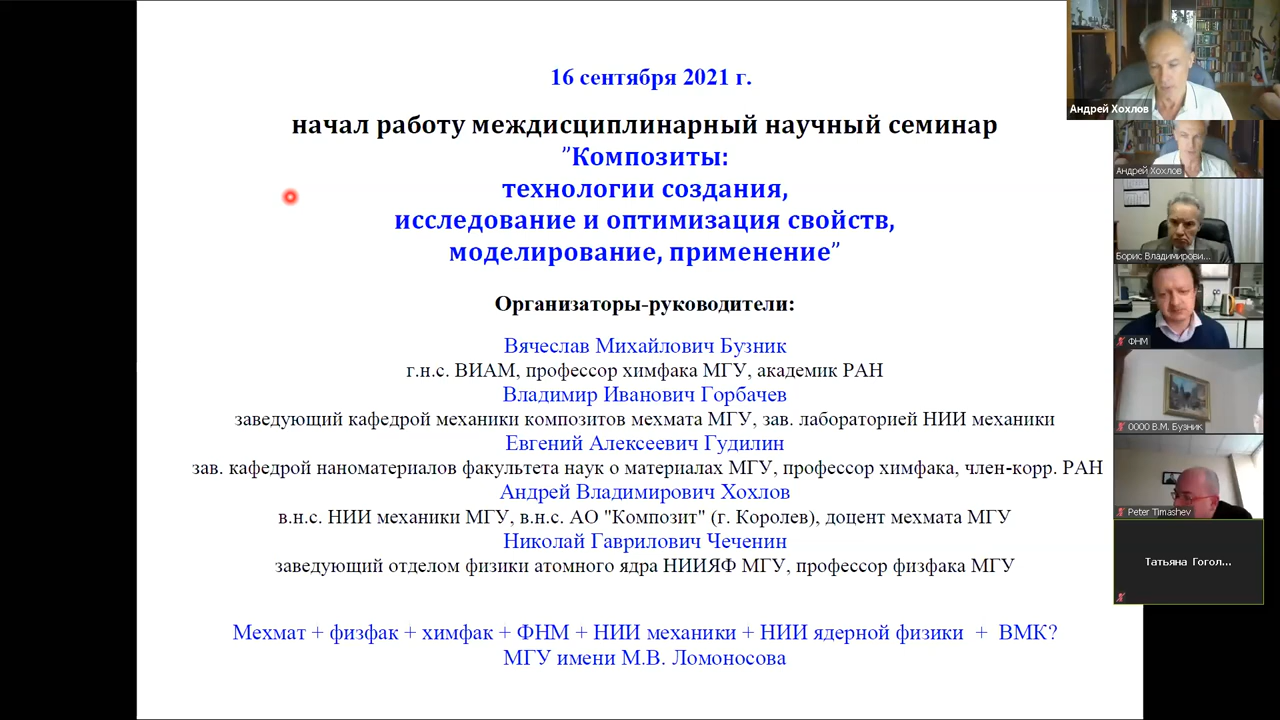 16 сентября 2021 г.
начал работу междисциплинарный научный семинар
”Композиты:
технологии создания,
исследование и оптимизация свойств,
моделирование, применение”
Организаторы-руководители:
Вячеслав Михайлович Бузник
г.н.с. ВИАМ, профессор химфака МГУ, академик РАН
Владимир Иванович Горбачев
заведующий кафедрой механики композитов мехмата МГУ, зав. лабораторией НИИ механики
Евгений Алексеевич Гудилин
зав. кафедрой наноматериалов факультета наук о материалах МГУ, профессор химфака, член-корр. РАН
Андрей Владимирович Хохлов
в.н.с. НИИ механики МГУ, в.н.с. АО "Композит" (г. Королев), доцент мехмата МГУ
Николай Гаврилович Чеченин
заведующий отделом физики атомного ядра НИИЯФ МГУ, профессор физфака МГУ
Мехмат + физфак + химфак + ФНМ + НИИ механики + НИИ ядерной физики + ВМК?
МГУ имени М.В. Ломоносова
Андрей Хохлов
Андрей Хохлов
Борис Владимирови...
ФНМ
0000 В.М. Бузник
Peter Timashev
Татьяна Гогол...